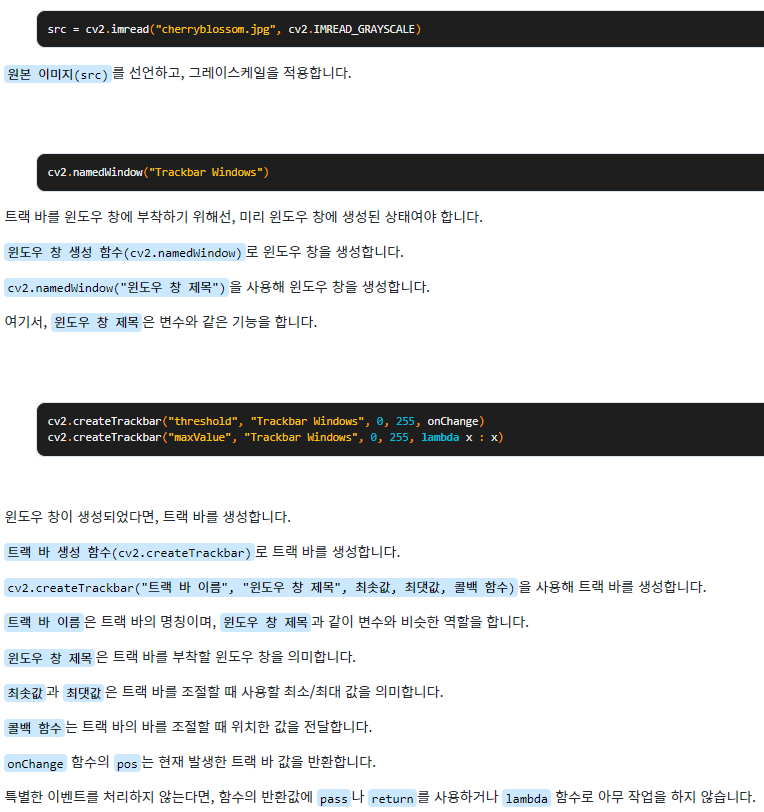 src = cv2.imread("cherryblossom.jpg", cv2.IMREAD_GRAYSCALE)
원본 이미지(src)를 선언하고, 그레이스케일을 적용합니다.
cv2.namedWindow("Trackbar Windows")
트랙 바를 윈도우 창에 부착하기 위해선, 미리 윈도우 창에 생성된 상태여야 합니다.
윈도우 창 생성 함수(cv2.namedWindow)로 윈도우 창을 생성합니다.
cv2.namedWindow("윈도우 창 제목")을 사용해 윈도우 창을 생성합니다.
여기서, 윈도우 창 제목은 변수와 같은 기능을 합니다.
cv2.createTrackbar("threshold", "Trackbar Windows", 0, 255, onChange)
cv2.createTrackbar("maxValue", "Trackbar Windows", 0, 255, lambda x : x)
윈도우 창이 생성되었다면, 트랙 바를 생성합니다.
트랙 바 생성 함수(cv2.createTrackbar)로 트랙 바를 생성합니다.
cv2.createTrackbar("트랙 바 이름", "윈도우 창 제목", 최솟값, 최댓값, 콜백 함수)을 사용해 트랙 바를 생성합니다.
트랙 바 이름은 트랙 바의 명칭이며, 윈도우 창 제목과 같이 변수와 비슷한 역할을 합니다.
윈도우 창 제목은 트랙 바를 부착할 윈도우 창을 의미합니다.
최솟값과 최댓값은 트랙 바를 조절할 때 사용할 최소/최대 값을 의미합니다.
콜백 함수는 트랙 바의 바를 조절할 때 위치한 값을 전달합니다.
onChange 함수의 pos는 현재 발생한 트랙 바 값을 반환합니다.
특별한 이벤트를 처리하지 않는다면, 함수의 반환값에 pass나 return를 사용하거나 lambda 함수로 아무 작업을 하지 않습니다.